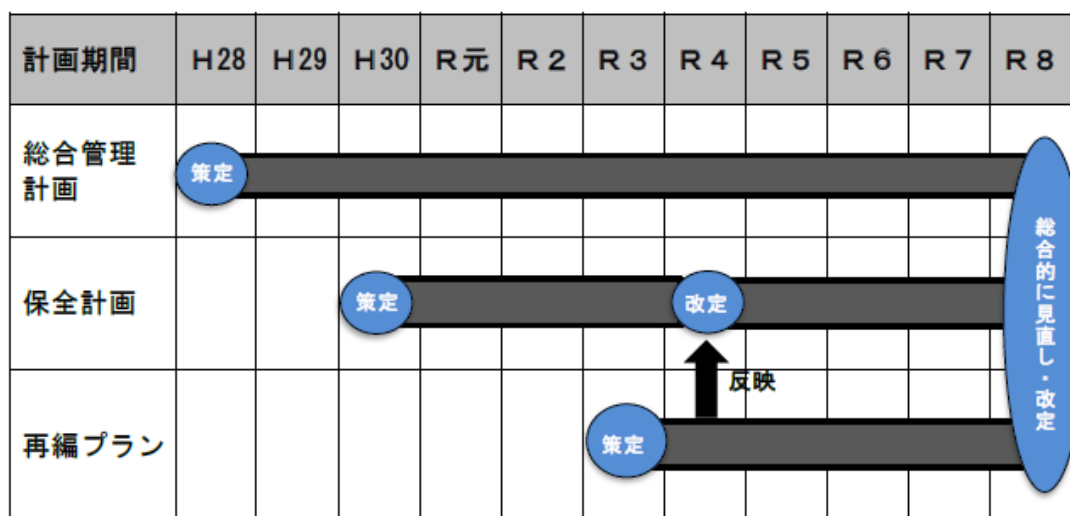 計画期間 H28 H29 H30 R元 R2 R3 R4 R5 R6 R7 R8
総合管理
計画
策定
保全計画
策定
改定
反映
再編プラン
策定
総合的に見直し・改定